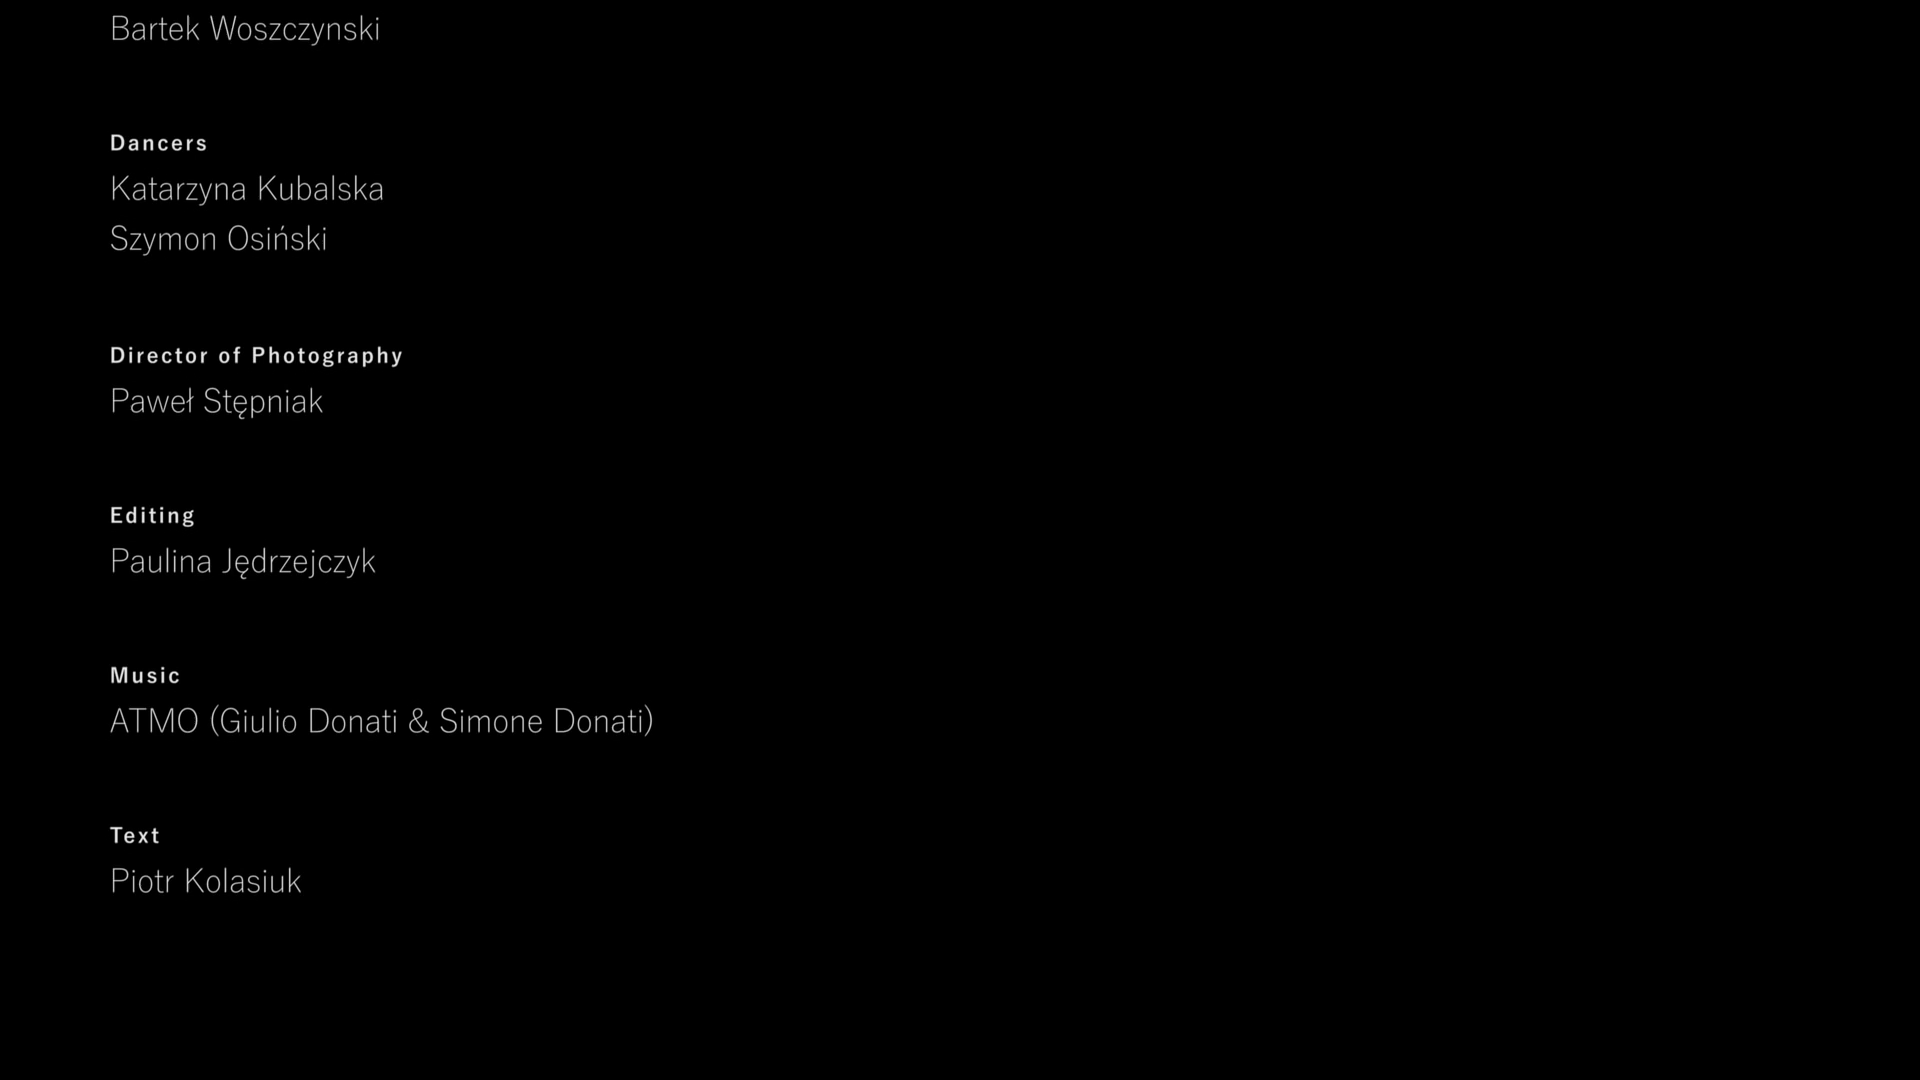 Bartek Woszczynski
Dancers
Katarzyna Kubalska
Szymon Osiński
Director of Photography
Paweł Stępniak
Editing
Paulina Jędrzejczyk
Music
ATMO (Giulio Donati & Simone Donati)
Text
Piotr Kolasiuk